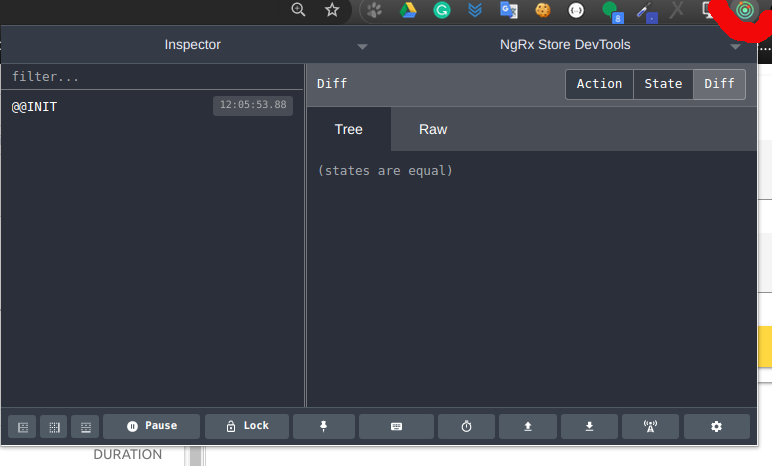 Inspector
NgRx Store DevTools
filter...
Diff
Action
State
Diff
@@INIT
12:05:53.88
Tree
Raw
(states are equal)
Pause
Lock
DURATION